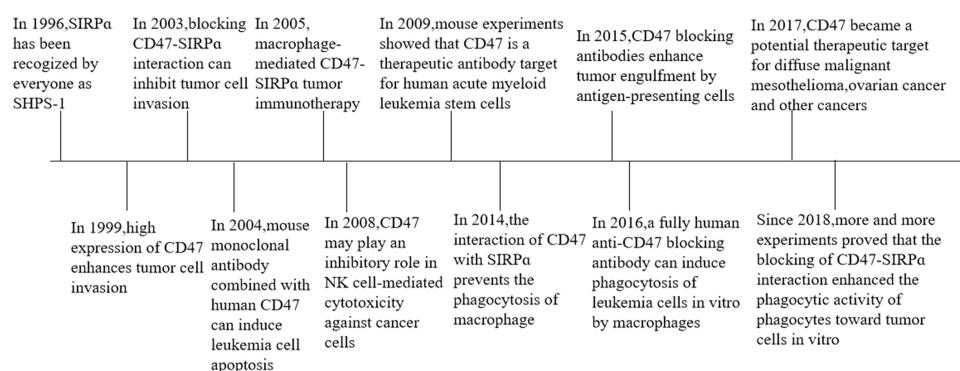 In 1996,SIRPα
has been
recogized by
everyone as
SHPS-1
In 2003,blocking
CD47-SIRPα
interaction can
inhibit tumor cell
invasion
In 2005,
macrophage-
mediated CD47-
SIRPα tumor
immunotherapy
In 2009,mouse experiments
showed that CD47 is a
therapeutic antibody target
for human acute myeloid
leukemia stem cells
In 2015,CD47 blocking
antibodies enhance
tumor engulfment by
antigen-presenting cells
In 2017,CD47 became a
potential therapeutic target
for diffuse malignant
mesothelioma,ovarian cancer
and other cancers
In 1999,high
expression of CD47
enhances tumor cell
invasion
In 2004,mouse
monoclonal
antibody
combined with
human CD47
can induce
leukemia cell
apoptosis
In 2008,CD47
may play an
inhibitory role in
NK cell-mediated
cytotoxicity
against cancer
cells
In 2014,the
interaction of CD47
with SIRPα
prevents the
phagocytosis of
macrophage
In 2016,a fully human
anti-CD47 blocking
antibody can induce
phagocytosis of
leukemia cells in vitro
by macrophages
Since 2018,more and more
experiments proved that the
blocking of CD47-SIRPα
interaction enhanced the
phagocytic activity of
phagocytes toward tumor
cells in vitro